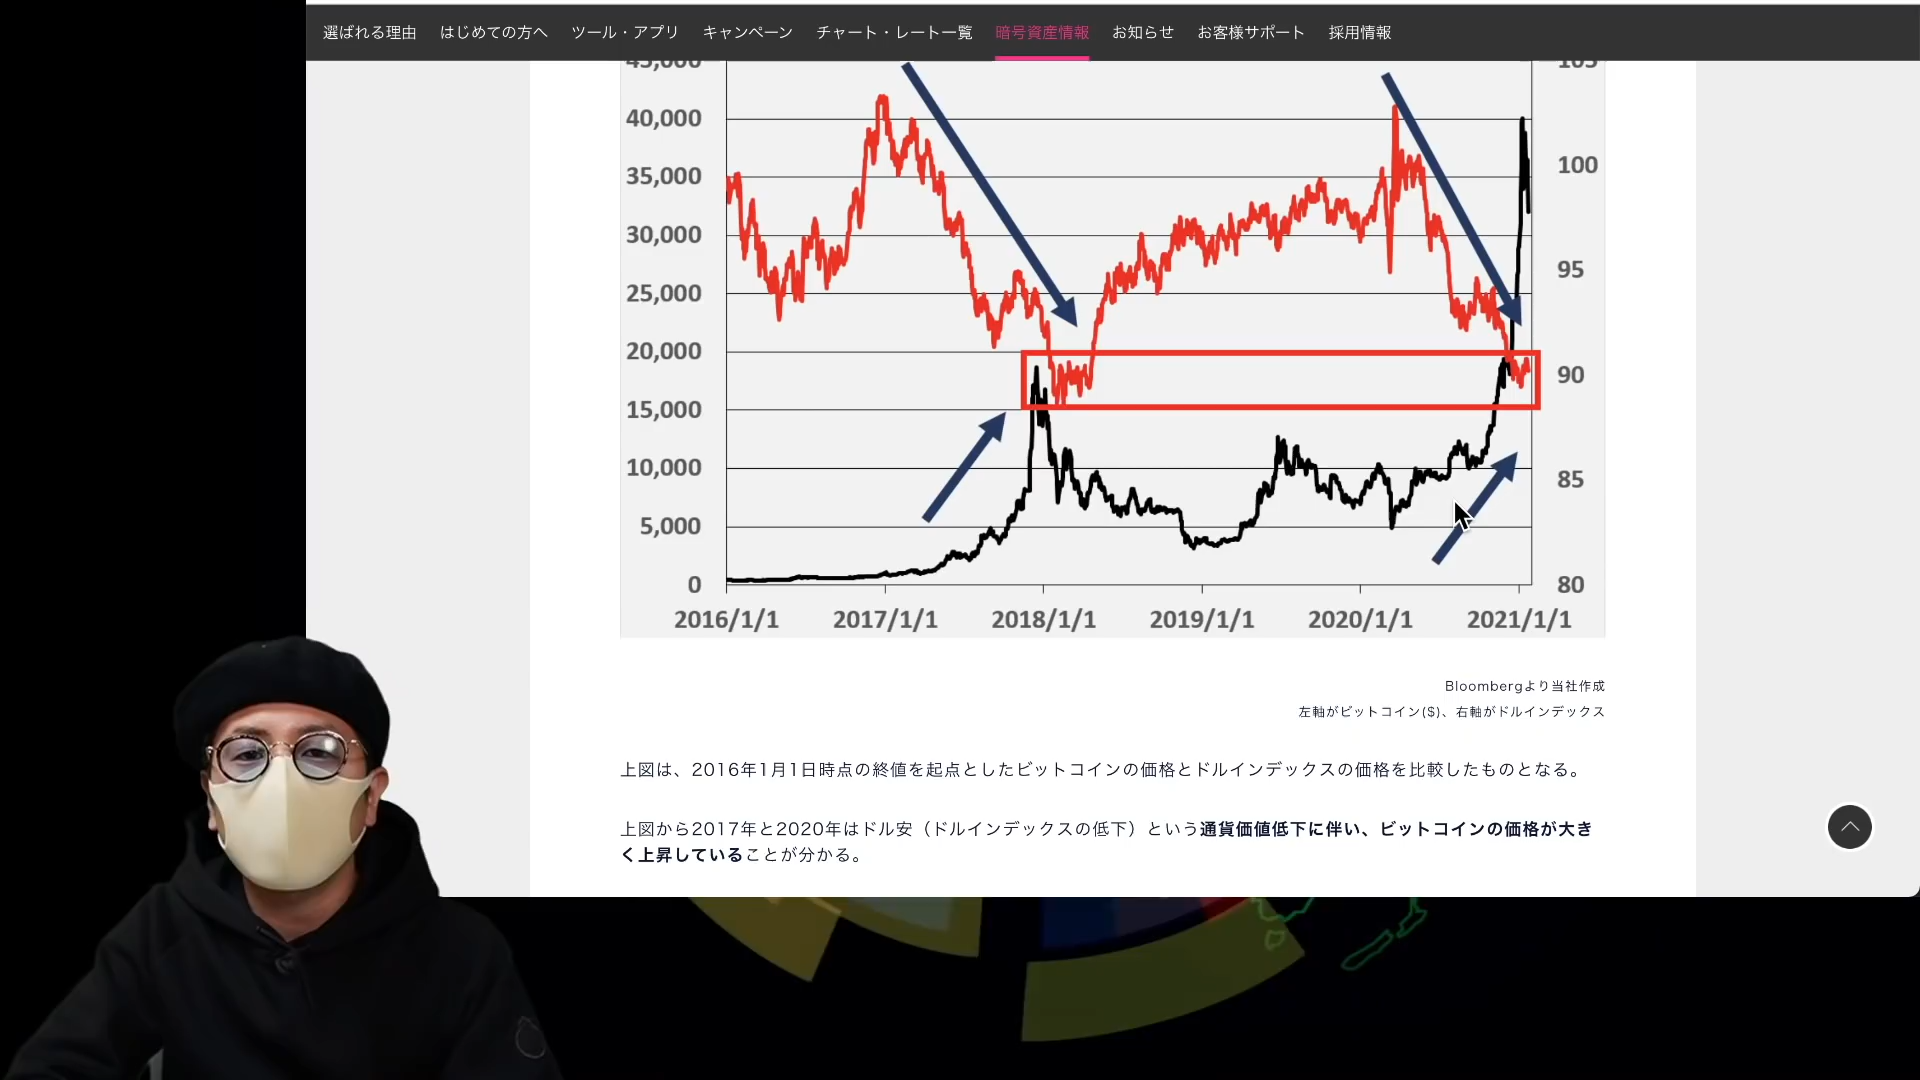 選ばれる理由 はじめての方へ ツール・アプリ キャンペーン チャート・レート一覧 暗号資産情報 お知らせ お客様サポート 採用情報
45,000 105
40,000
35,000 100
30,000
25,000 95
20,000
15,000 90
10,000
5,000 85
0 80
2016/1/1 2017/1/1 2018/1/1 2019/1/1 2020/1/1 2021/1/1
Bloombergより当社作成
左軸がビットコイン($)、右軸がドルインデックス
上図は、2016年1月1日時点の終値を起点としたビットコインの価格とドルインデックスの価格を比較したものとなる。
上図から2017年と2020年はドル安（ドルインデックスの低下）という通貨価値低下に伴い、ビットコインの価格が大き
く上昇していることが分かる。